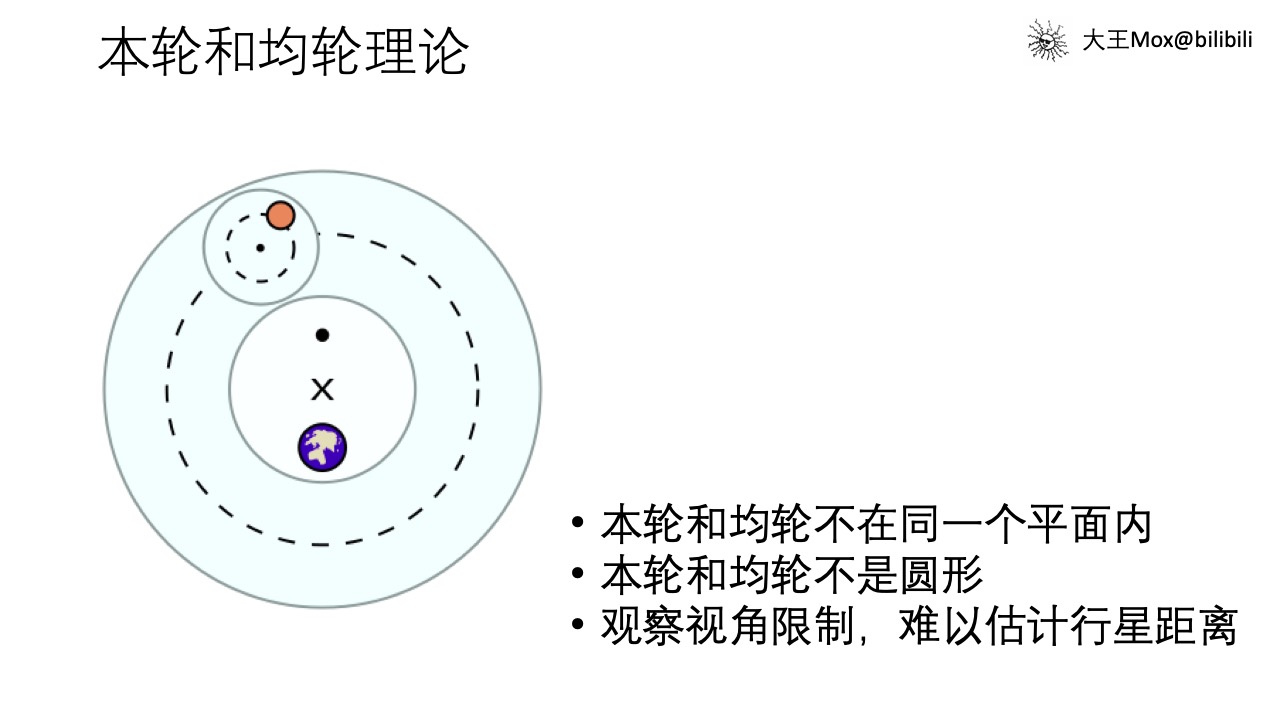 本轮和均轮理论
大王Mox@bilibili
X
• 本轮和均轮不在同一个平面内
• 本轮和均轮不是圆形
• 观察视角限制，难以估计行星距离